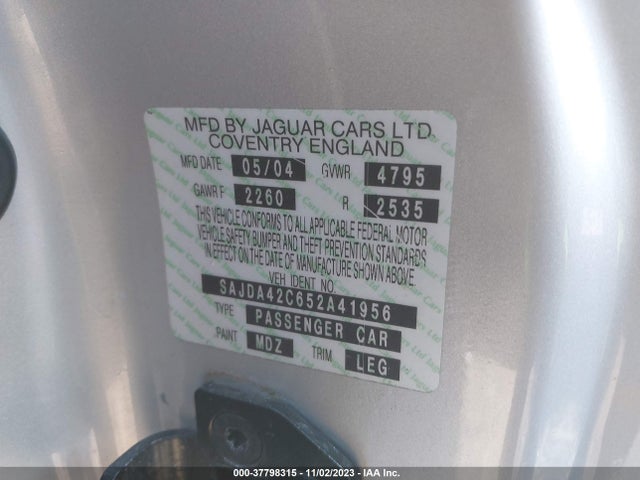 MFD BY JAGUAR CARS LTD.
COVENTRY ENGLAND
MFD DATE 05/04 GVWR 4795
GAWR F 2260 R 2535
THIS VEHICLE CONFORMS TO ALL APPLICABLE FEDERAL MOTOR
VEHICLE SAFETY BUMPER AND THEFT PREVENTION STANDARDS
IN EFFECT ON THE DATE OF MANUFACTURE SHOWN ABOVE.
VEH IDENT NO.
SAJDA42C652A41956
TYPE PASSENGER CAR
PAINT MDZ TRIM LEG
000-37798315 - 11/02/2023 - IAA Inc.